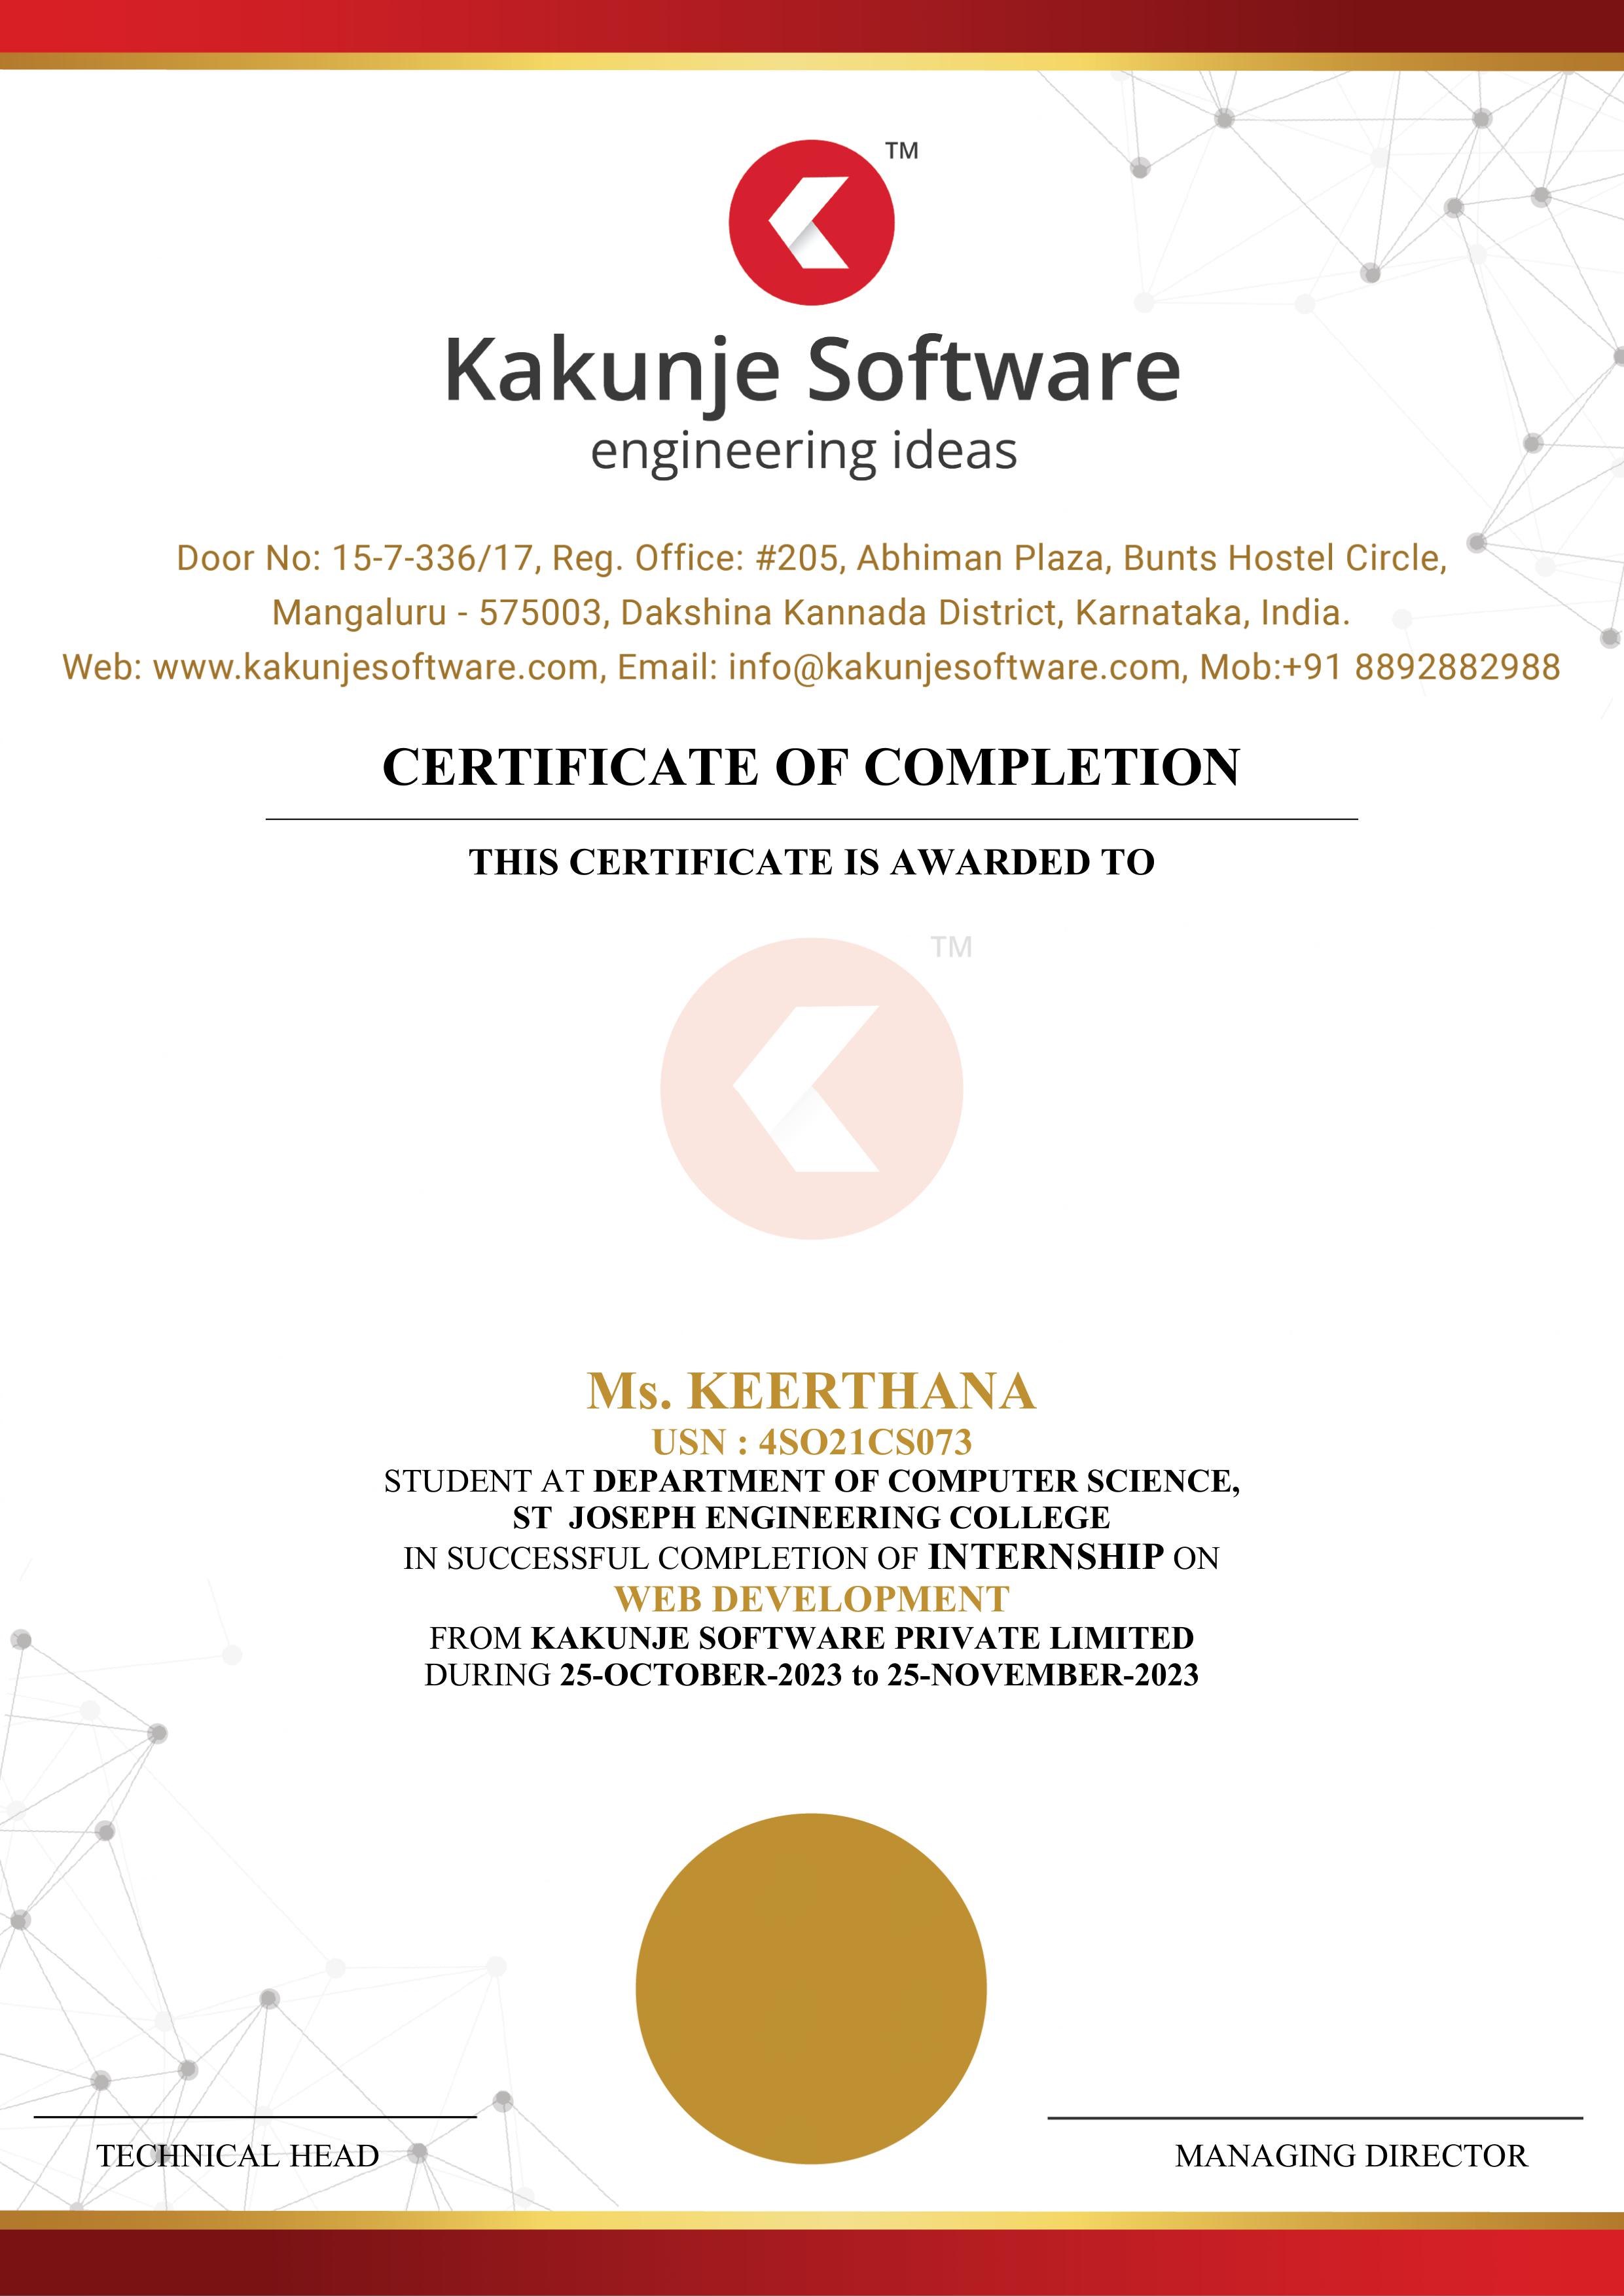 TM
Kakunje Software
engineering ideas
Door No: 15-7-336/17, Reg. Office: #205, Abhiman Plaza, Bunts Hostel Circle,
Mangaluru - 575003, Dakshina Kannada District, Karnataka, India.
Web: www.kakunjesoftware.com, Email: info@kakunjesoftware.com, Mob:+91 8892882988
CERTIFICATE OF COMPLETION
THIS CERTIFICATE IS AWARDED TO
TM
Ms. KEERTHANA
USN : 4SO21CS073
STUDENT AT DEPARTMENT OF COMPUTER SCIENCE,
ST JOSEPH ENGINEERING COLLEGE
IN SUCCESSFUL COMPLETION OF INTERNSHIP ON
WEB DEVELOPMENT
FROM KAKUNJE SOFTWARE PRIVATE LIMITED
DURING 25-OCTOBER-2023 to 25-NOVEMBER-2023
TECHNICAL HEAD
MANAGING DIRECTOR